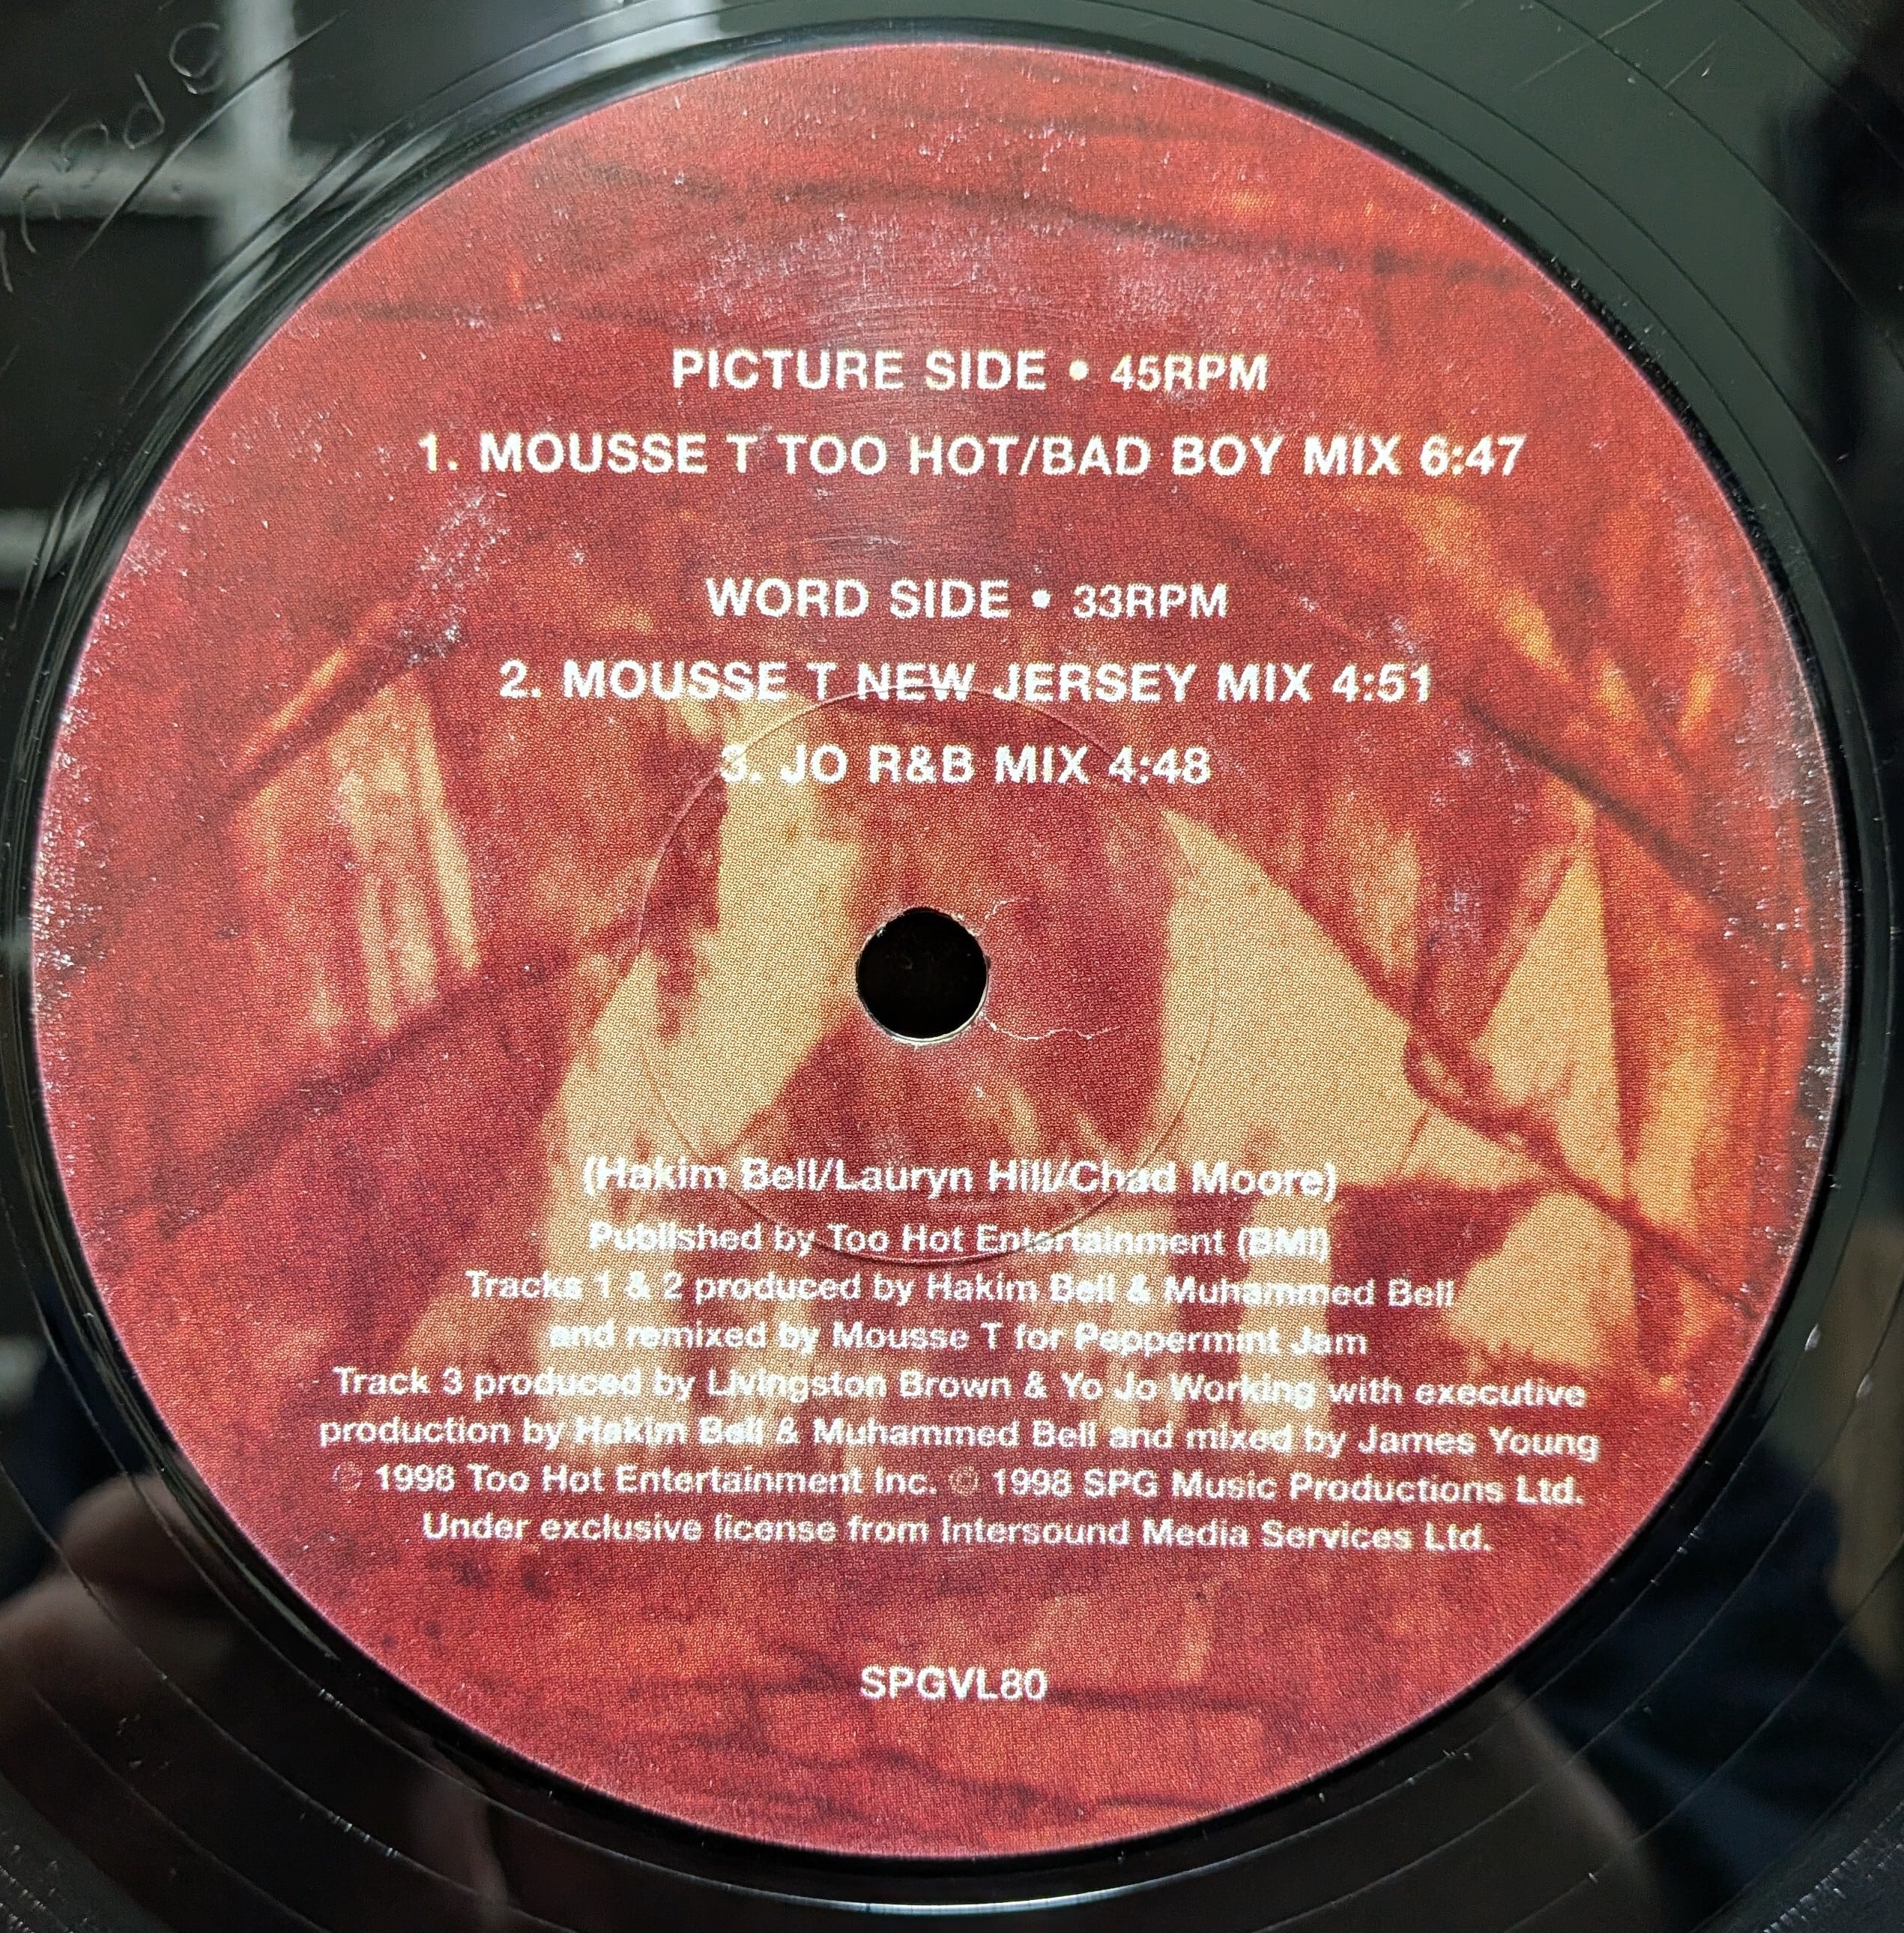 PICTURE SIDE • 45RPM
1. MOUSSE T TOO HOT/BAD BOY MIX 6:47
WORD SIDE • 33RPM
2. MOUSSE T NEW JERSEY MIX 4:51
3. JO R&B MIX 4:48
(Hakim Bell/Lauryn Hill/Chad Moore)
Published by Too Hot Entertainment (BMI)
Tracks 1 & 2 produced by Hakim Bell & Muhammed Bell
and remixed by Mousse T for Peppermint Jam
Track 3 produced by Livingston Brown & Yo Jo Working with executive
production by Hakim Bell & Muhammed Bell and mixed by James Young
℗ 1998 Too Hot Entertainment Inc. © 1998 SPG Music Productions Ltd.
Under exclusive license from Intersound Media Services Ltd.
SPGVL80